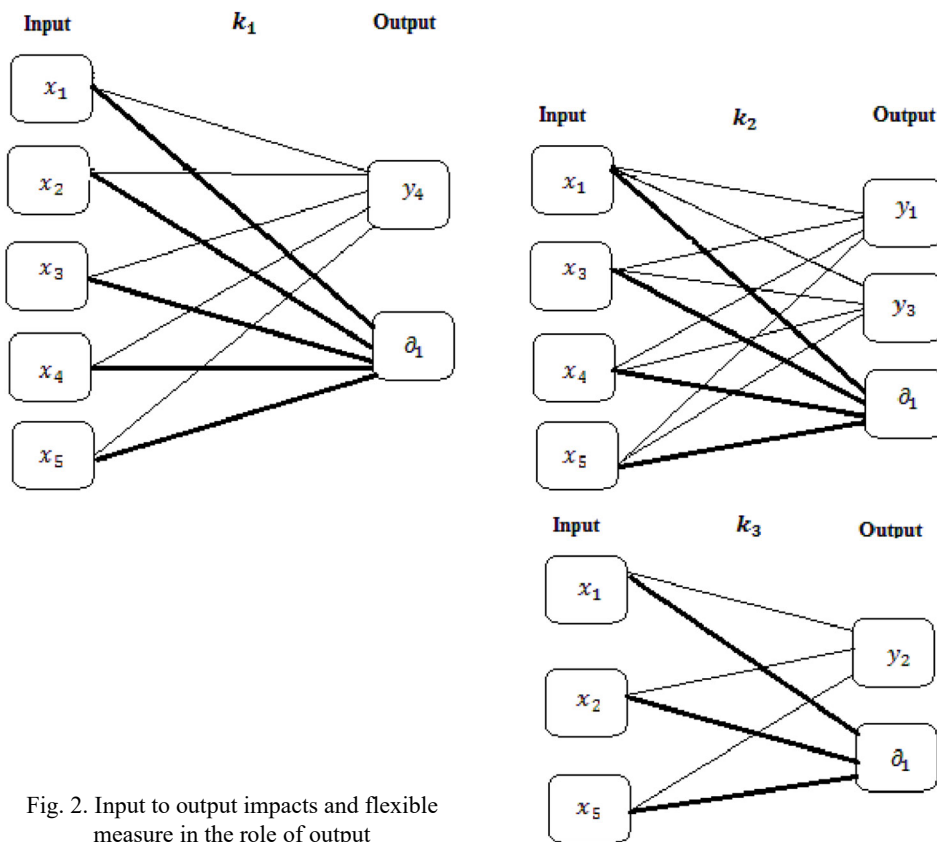 Input k₁ Output
x₁
x₂
x₃
x₄
x₅
y₄
∂₁
Input k₂ Output
x₁
x₃
x₄
x₅
y₁
y₃
∂₁
Input k₃ Output
x₁
x₂
x₅
y₂
∂₁
Fig. 2. Input to output impacts and flexible
measure in the role of output